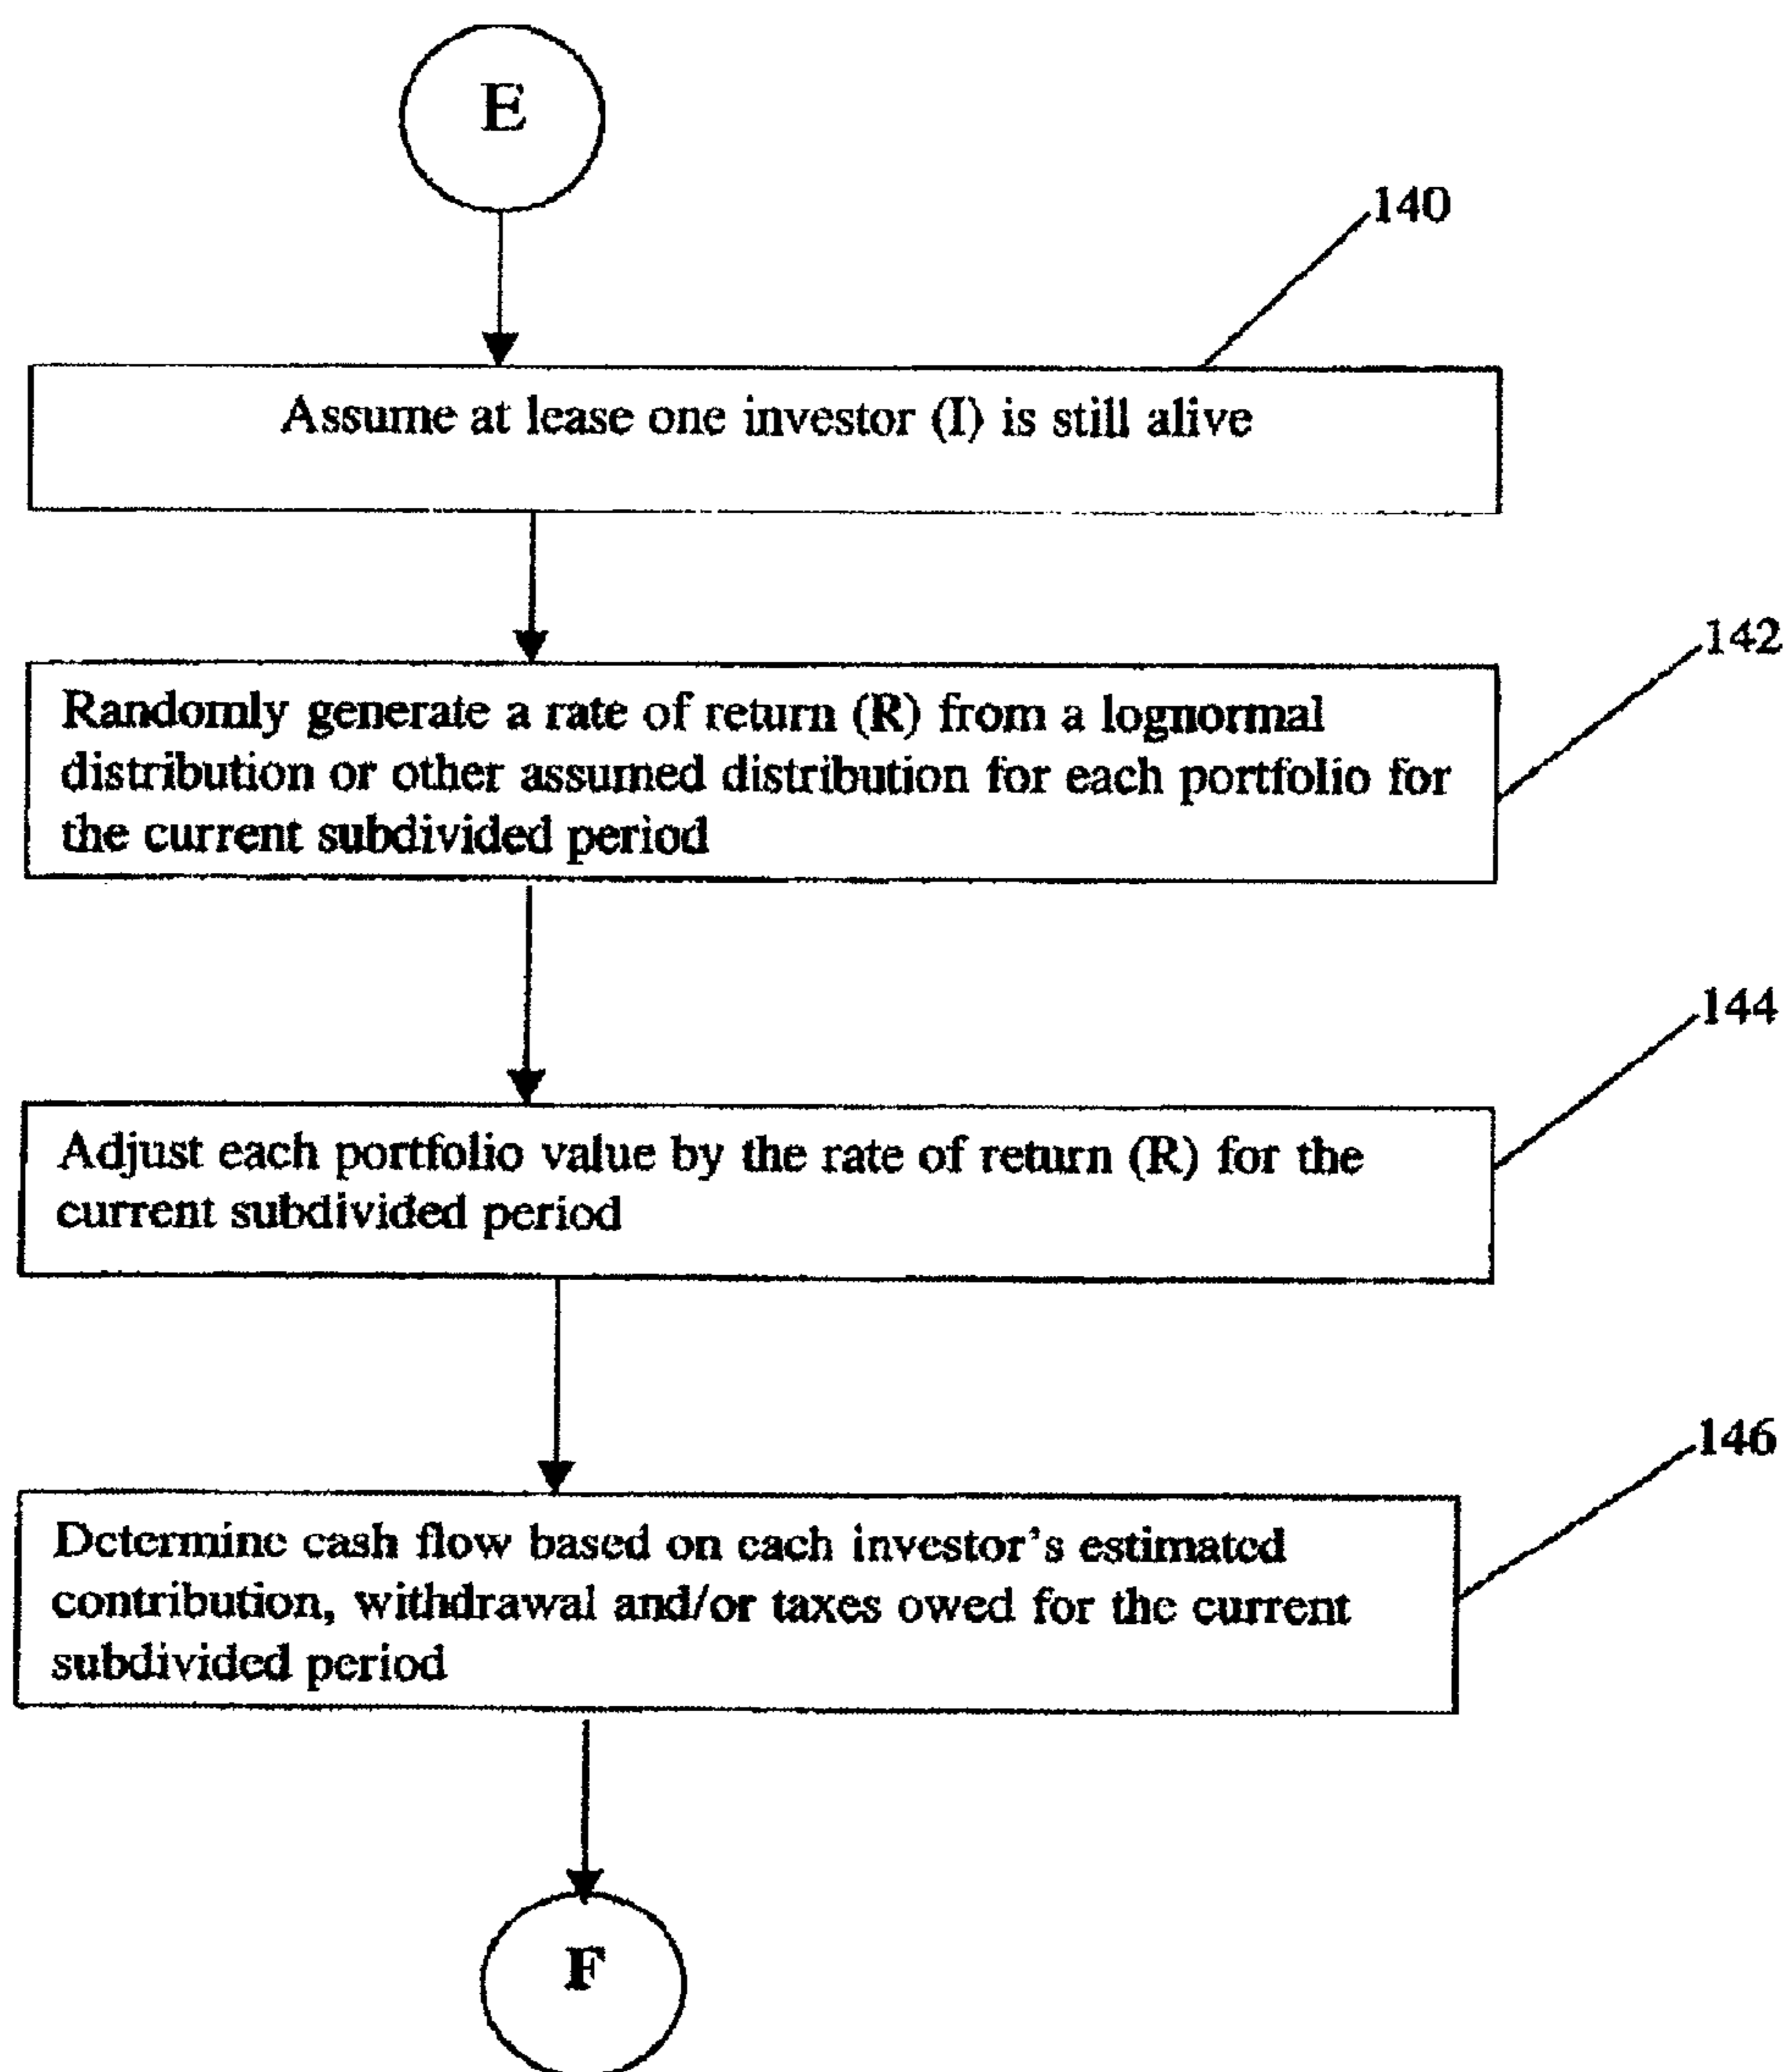 E
140
Assume at lease one investor (I) is still alive
142
Randomly generate a rate of return (R) from a lognormal
distribution or other assumed distribution for each portfolio for
the current subdivided period
144
Adjust each portfolio value by the rate of return (R) for the
current subdivided period
146
Determine cash flow based on each investor's estimated
contribution, withdrawal and/or taxes owed for the current
subdivided period
F